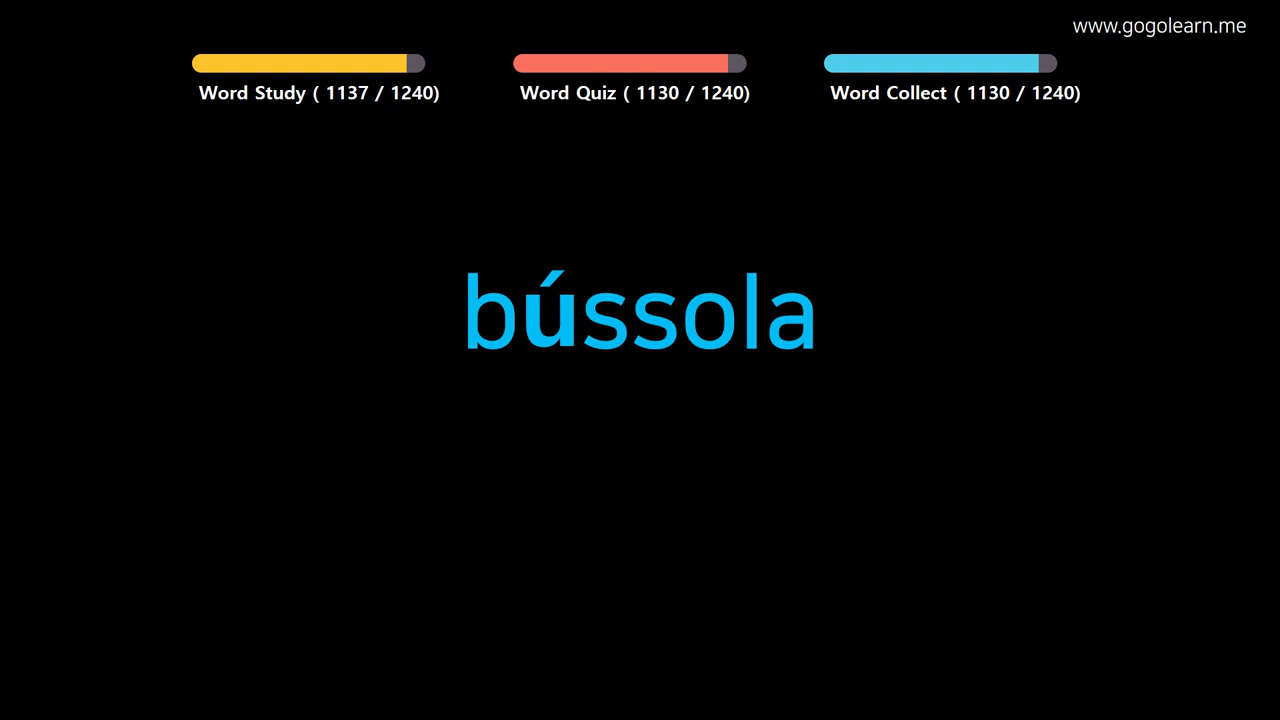 www.gogolearn.me
Word Study ( 1137 / 1240)
Word Quiz ( 1130 / 1240)
Word Collect ( 1130 / 1240)
bússola